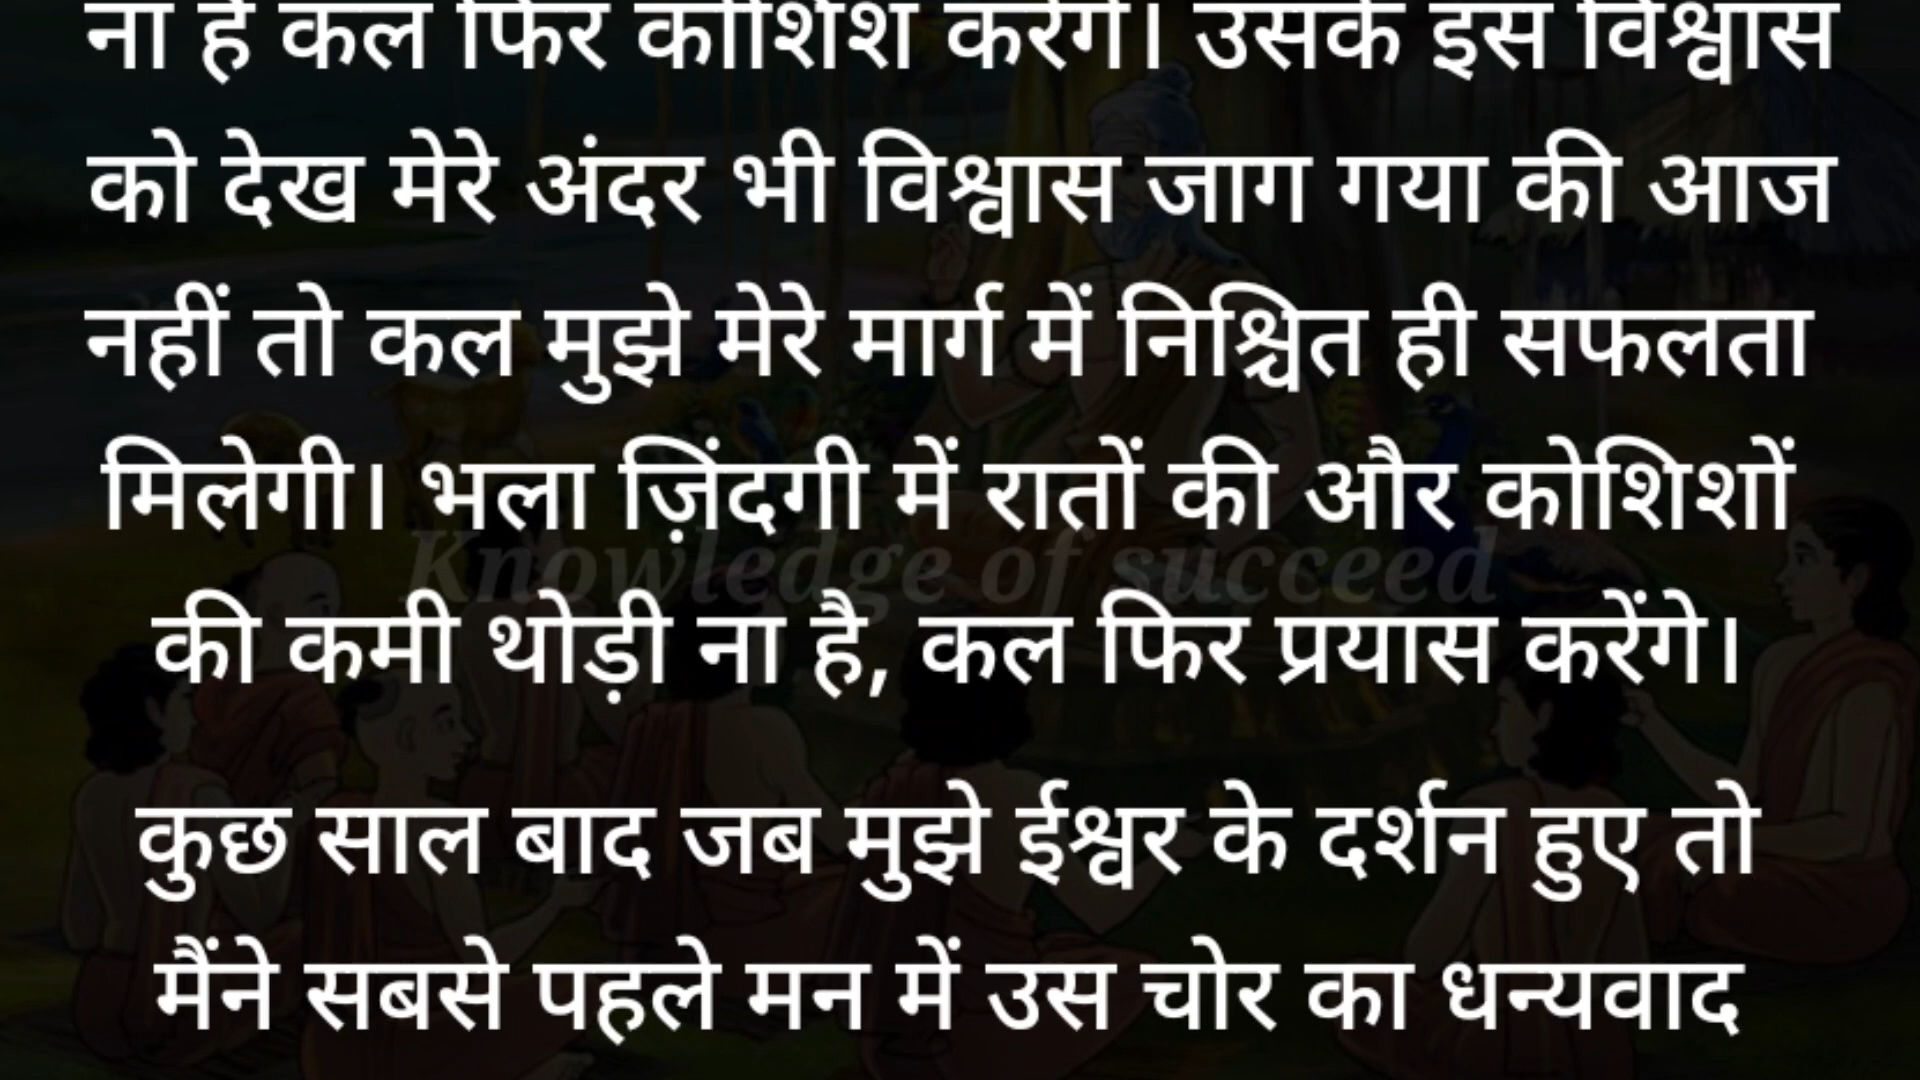 ना है कल फिर कोशिश करेंगे। उसके इस विश्वास
को देख मेरे अंदर भी विश्वास जाग गया की आज
नहीं तो कल मुझे मेरे मार्ग में निश्चित ही सफलता
मिलेगी। भला ज़िंदगी में रातों की और कोशिशों
Knowledge of succeed
की कमी थोड़ी ना है, कल फिर प्रयास करेंगे।
कुछ साल बाद जब मुझे ईश्वर के दर्शन हुए तो
मैंने सबसे पहले मन में उस चोर का धन्यवाद